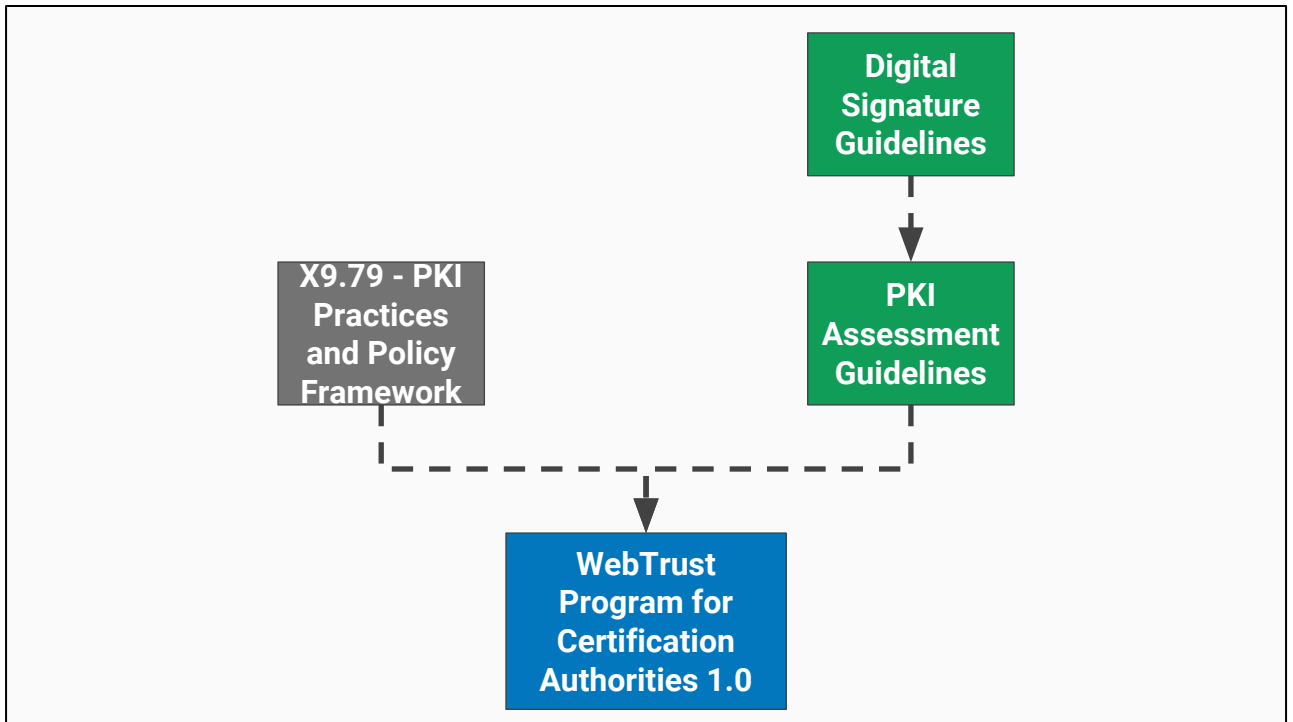 Digital
Signature
Guidelines
X9.79 - PKI
Practices
and Policy
Framework
PKI
Assessment
Guidelines
WebTrust
Program for
Certification
Authorities 1.0